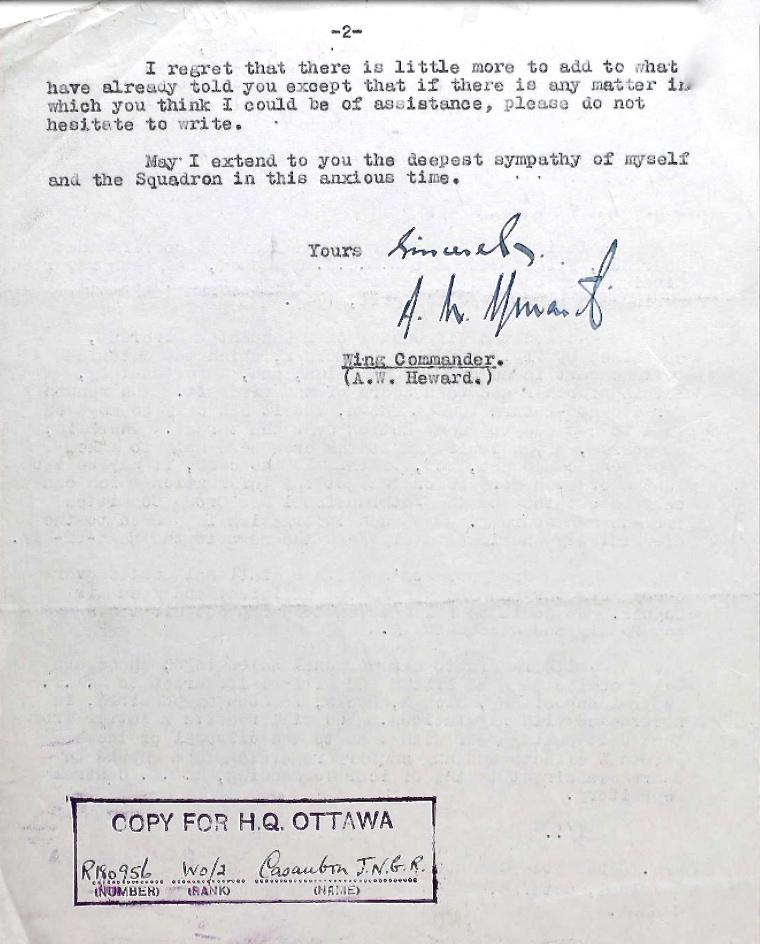 -2-
I regret that there is little more to add to what
have already told you except that if there is any matter in
which you think I could be of assistance, please do not
hesitate to write.
May I extend to you the deepest sympathy of myself
and the Squadron in this anxious time.
Yours Sincerely.
A. W. Heward
Wing Commander.
(A.W. Heward.)
COPY FOR H.Q. OTTAWA
R180956 WO/2 Casaubon J.N.G.R.
(NUMBER) (RANK) (NAME)